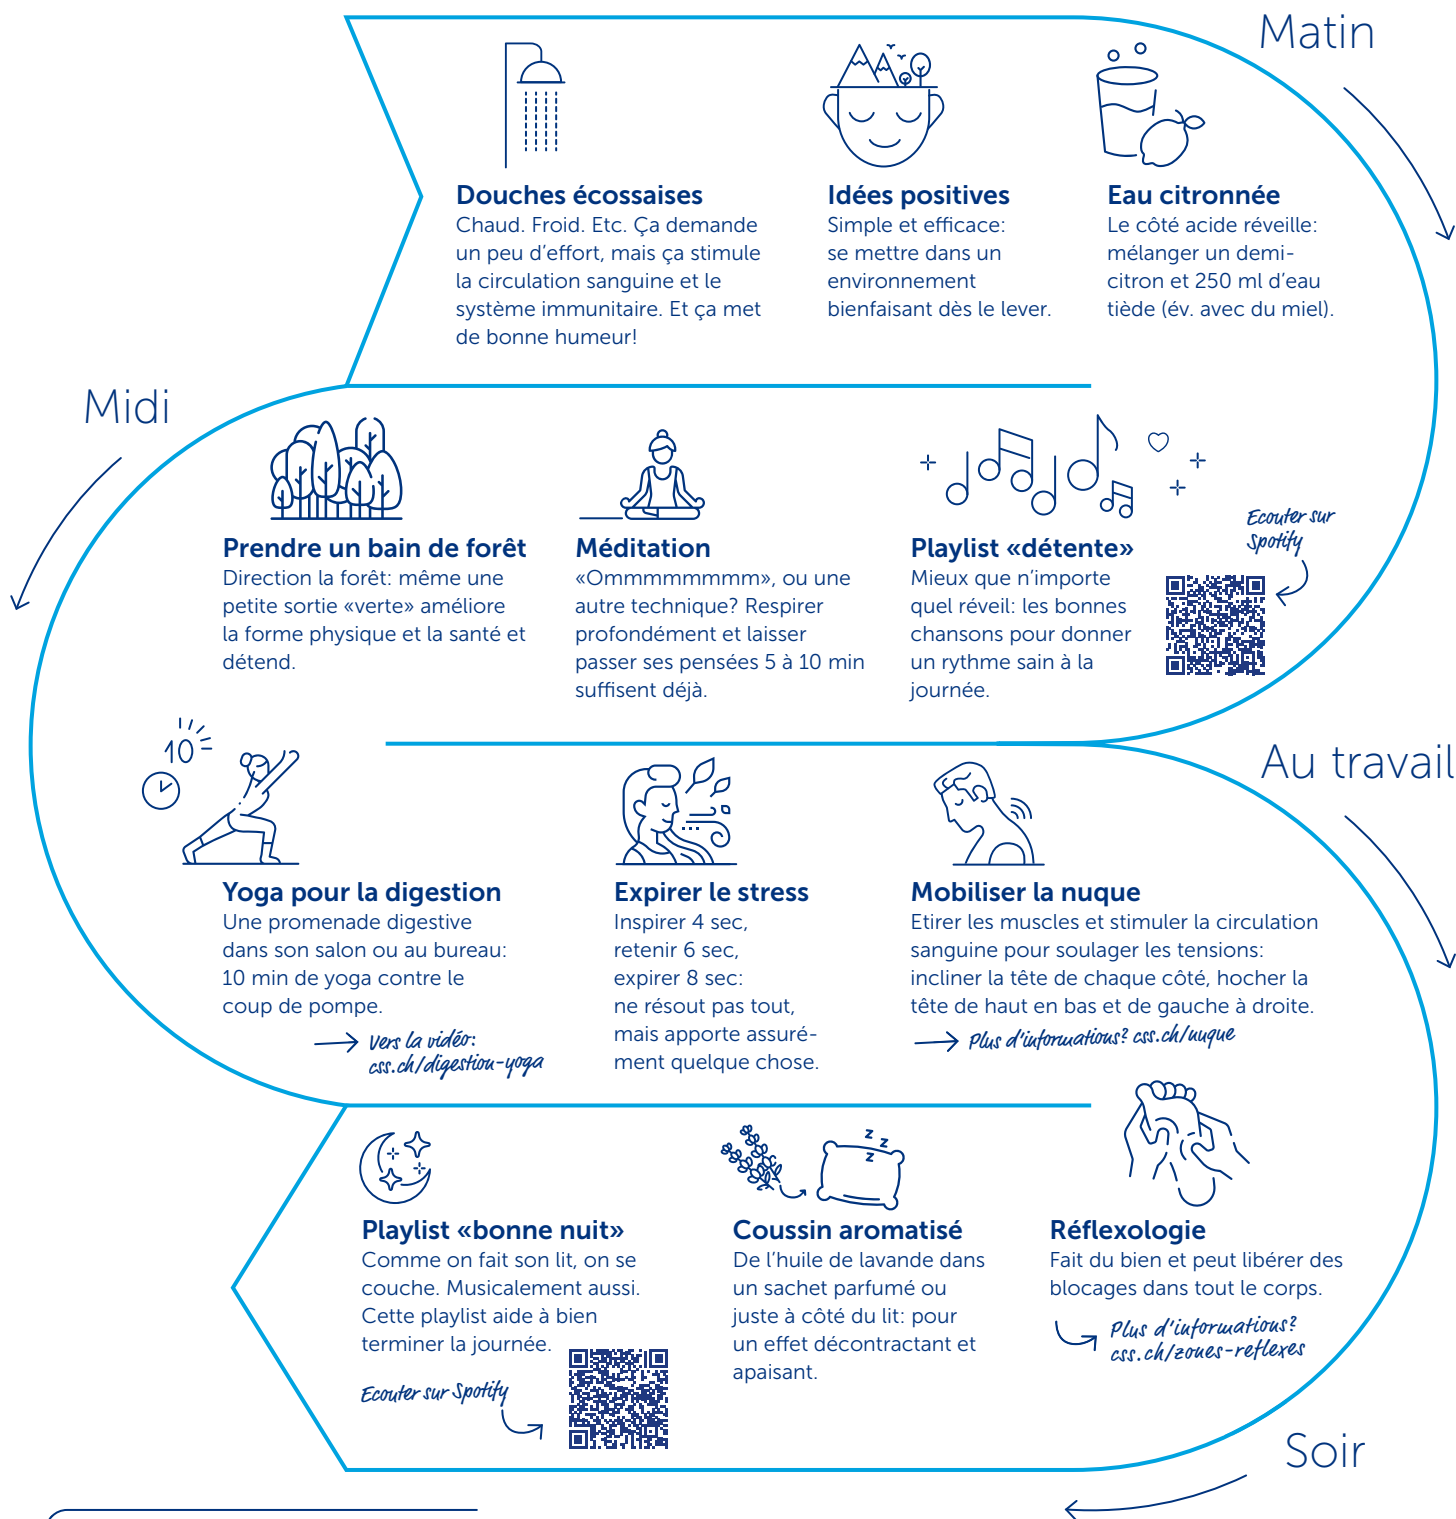 Matin
Douches écossaises
Chaud. Froid. Etc. Ça demande
un peu d'effort, mais ça stimule
la circulation sanguine et le
système immunitaire. Et ça met
de bonne humeur!
Idées positives
Simple et efficace:
se mettre dans un
environnement
bienfaisant dès le lever.
Eau citronnée
Le côté acide réveille:
mélanger un demi-
citron et 250 ml d'eau
tiède (év. avec du miel).
Midi
Prendre un bain de forêt
Direction la forêt: même une
petite sortie «verte» améliore
la forme physique et la santé et
détend.
Méditation
«Ommmmmmm», ou une
autre technique? Respirer
profondément et laisser
passer ses pensées 5 à 10 min
suffisent déjà.
Playlist «détente»
Mieux que n'importe
quel réveil: les bonnes
chansons pour donner
un rythme sain à la
journée.
Ecouter sur
Spotify
Au travail
10
Yoga pour la digestion
Une promenade digestive
dans son salon ou au bureau:
10 min de yoga contre le
coup de pompe.
Vers la vidéo:
css.ch/digestion-yoga
Expirer le stress
Inspirer 4 sec,
retenir 6 sec,
expirer 8 sec:
ne résout pas tout,
mais apporte assuré-
ment quelque chose.
Mobiliser la nuque
Etirer les muscles et stimuler la circulation
sanguine pour soulager les tensions:
incliner la tête de chaque côté, hocher la
tête de haut en bas et de gauche à droite.
Plus d'informations? css.ch/nuque
Playlist «bonne nuit»
Comme on fait son lit, on se
couche. Musicalement aussi.
Cette playlist aide à bien
terminer la journée.
Ecouter sur Spotify
z z
z
Coussin aromatisé
De l'huile de lavande dans
un sachet parfumé ou
juste à côté du lit: pour
un effet décontractant et
apaisant.
Réflexologie
Fait du bien et peut libérer des
blocages dans tout le corps.
Plus d'informations?
css.ch/zones-reflexes
Soir